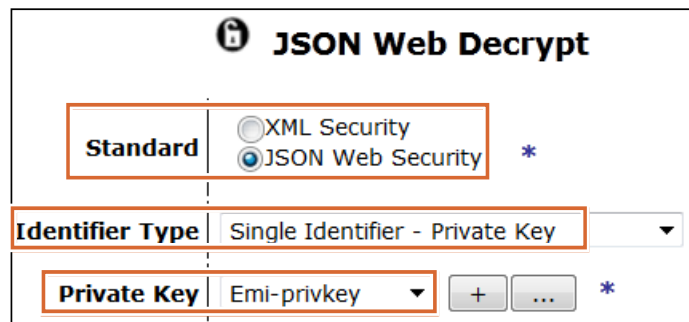 JSON Web Decrypt
XML Security
Standard JSON Web Security *
Identifier Type Single Identifier - Private Key
Private Key Emi-privkey + ... *